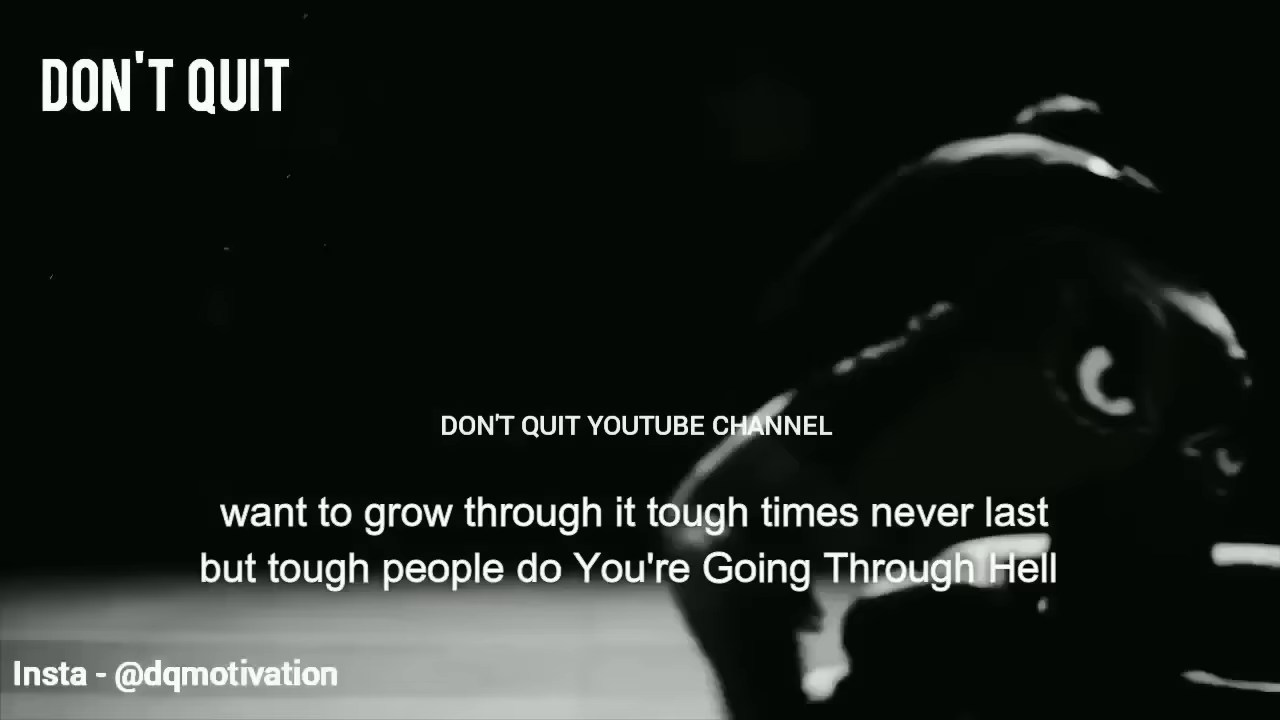 DON'T QUIT
DON'T QUIT YOUTUBE CHANNEL
want to grow through it tough times never last
but tough people do You're Going Through Hell
Insta - @dqmotivation